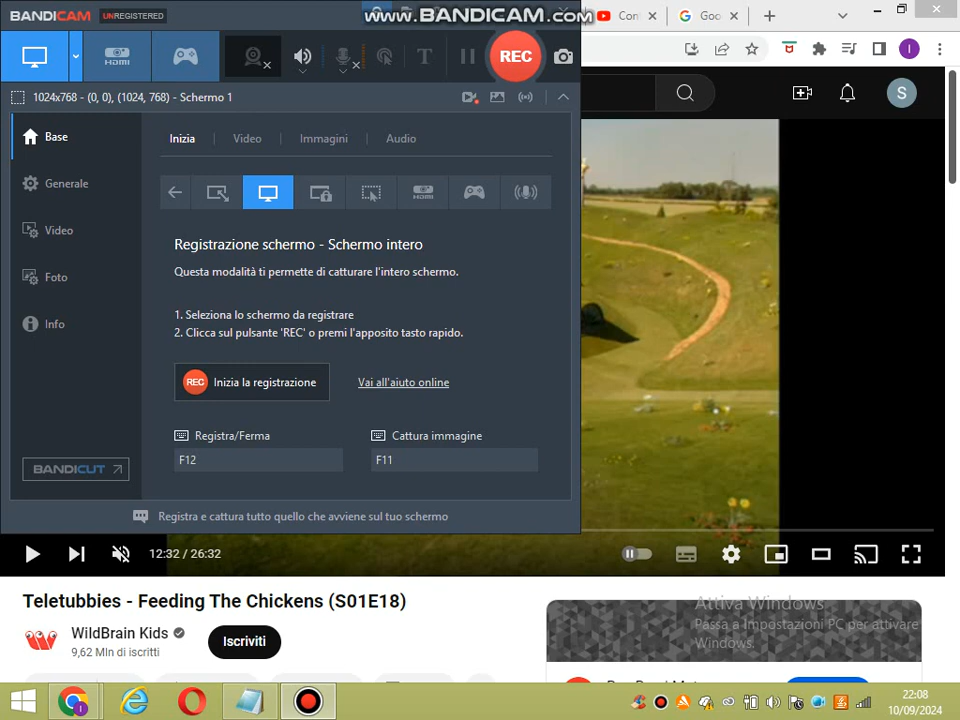 BANDICAM UNREGISTERED
www.BANDICAM.com
Con
Goo
HDMI
T
REC
1024x768 - (0, 0), (1024, 768) - Schermo 1
I
S
Base
Generale
Video
Foto
Info
BANDICUT
Inizia
Video
Immagini
Audio
HDMI
Registrazione schermo - Schermo intero
Questa modalità ti permette di catturare l'intero schermo.
1. Seleziona lo schermo da registrare
2. Clicca sul pulsante 'REC' o premi l'apposito tasto rapido.
REC Inizia la registrazione
Vai all'aiuto online
Registra/Ferma
Cattura immagine
F12
F11
Registra e cattura tutto quello che avviene sul tuo schermo
12:32 / 26:32
Teletubbies - Feeding The Chickens (S01E18)
WildBrain Kids
9,62 Mln di iscritti
Iscriviti
Attiva Windows
Passa a Impostazioni PC per attivare
Windows.
22:08
10/09/2024